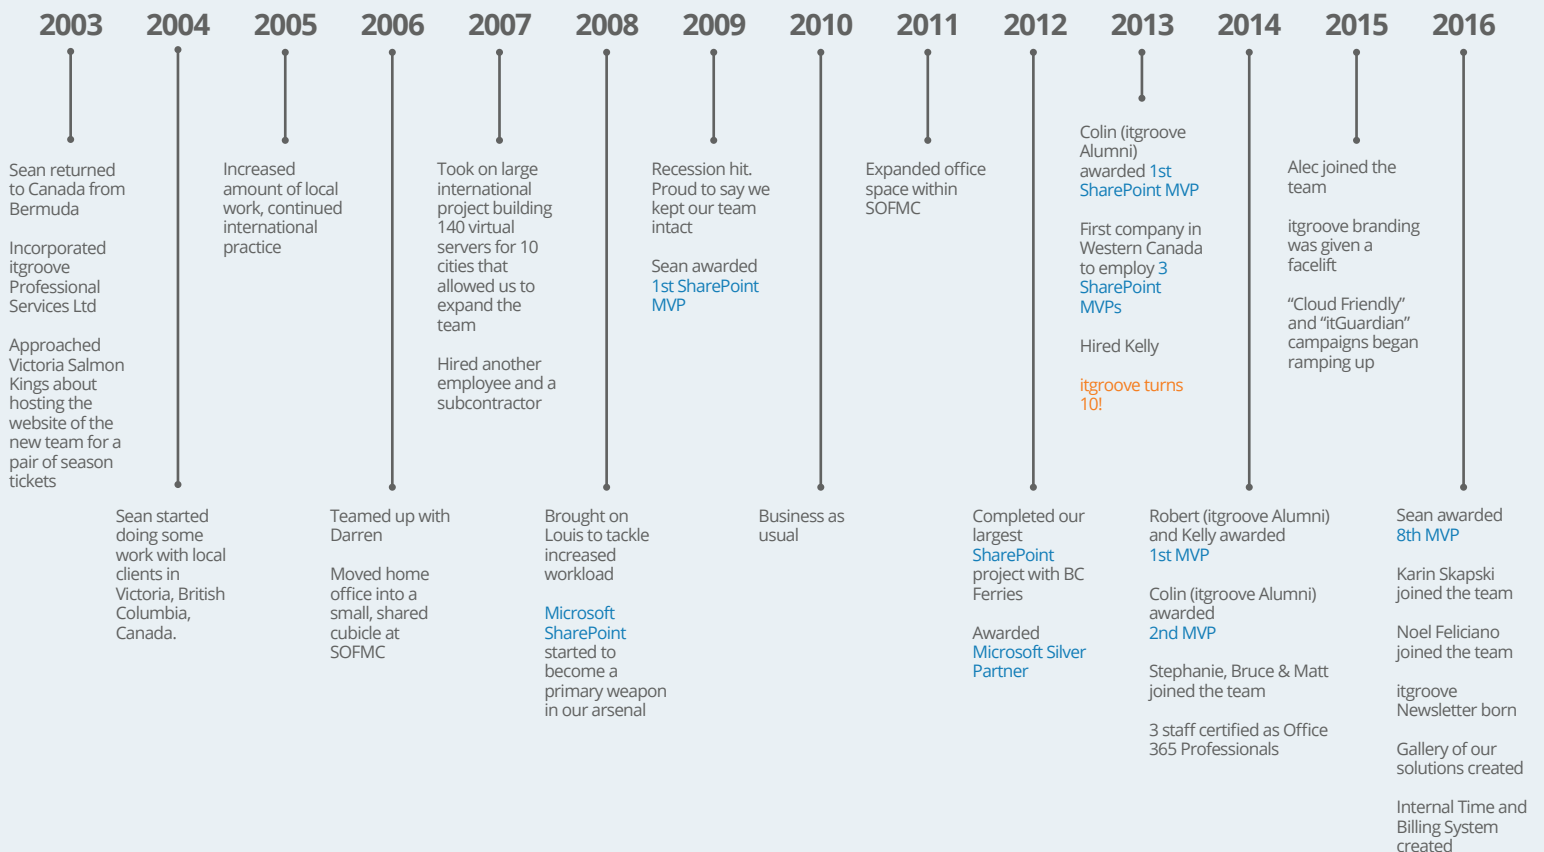 2003
2004
2005
2006
2007
2008
2009
2010
2011
2012
2013
2014
2015
2016
Sean returned
to Canada from
Bermuda
Incorporated
itgroove
Professional
Services Ltd
Approached
Victoria Salmon
Kings about
hosting the
website of the
new team for a
pair of season
tickets
Sean started
doing some
work with local
clients in
Victoria, British
Columbia,
Canada.
Increased
amount of local
work, continued
international
practice
Teamed up with
Darren
Moved home
office into a
small, shared
cubicle at
SOFMC
Took on large
international
project building
140 virtual
servers for 10
cities that
allowed us to
expand the
team
Hired another
employee and a
subcontractor
Brought on
Louis to tackle
increased
workload
Microsoft
SharePoint
started to
become a
primary weapon
in our arsenal
Recession hit.
Proud to say we
kept our team
intact
Sean awarded
1st SharePoint
MVP
Business as
usual
Expanded office
space within
SOFMC
Completed our
largest
SharePoint
project with BC
Ferries
Awarded
Microsoft Silver
Partner
Colin (itgroove
Alumni)
awarded 1st
SharePoint MVP
First company in
Western Canada
to employ 3
SharePoint
MVPs
Hired Kelly
itgroove turns
10!
Robert (itgroove Alumni)
and Kelly awarded
1st MVP
Colin (itgroove Alumni)
awarded
2nd MVP
Stephanie, Bruce & Matt
joined the team
3 staff certified as Office
365 Professionals
Alec joined the
team
itgroove branding
was given a
facelift
“Cloud Friendly”
and “itGuardian”
campaigns began
ramping up
Sean awarded
8th MVP
Karin Skapski
joined the team
Noel Feliciano
joined the team
itgroove
Newsletter born
Gallery of our
solutions created
Internal Time and
Billing System
created